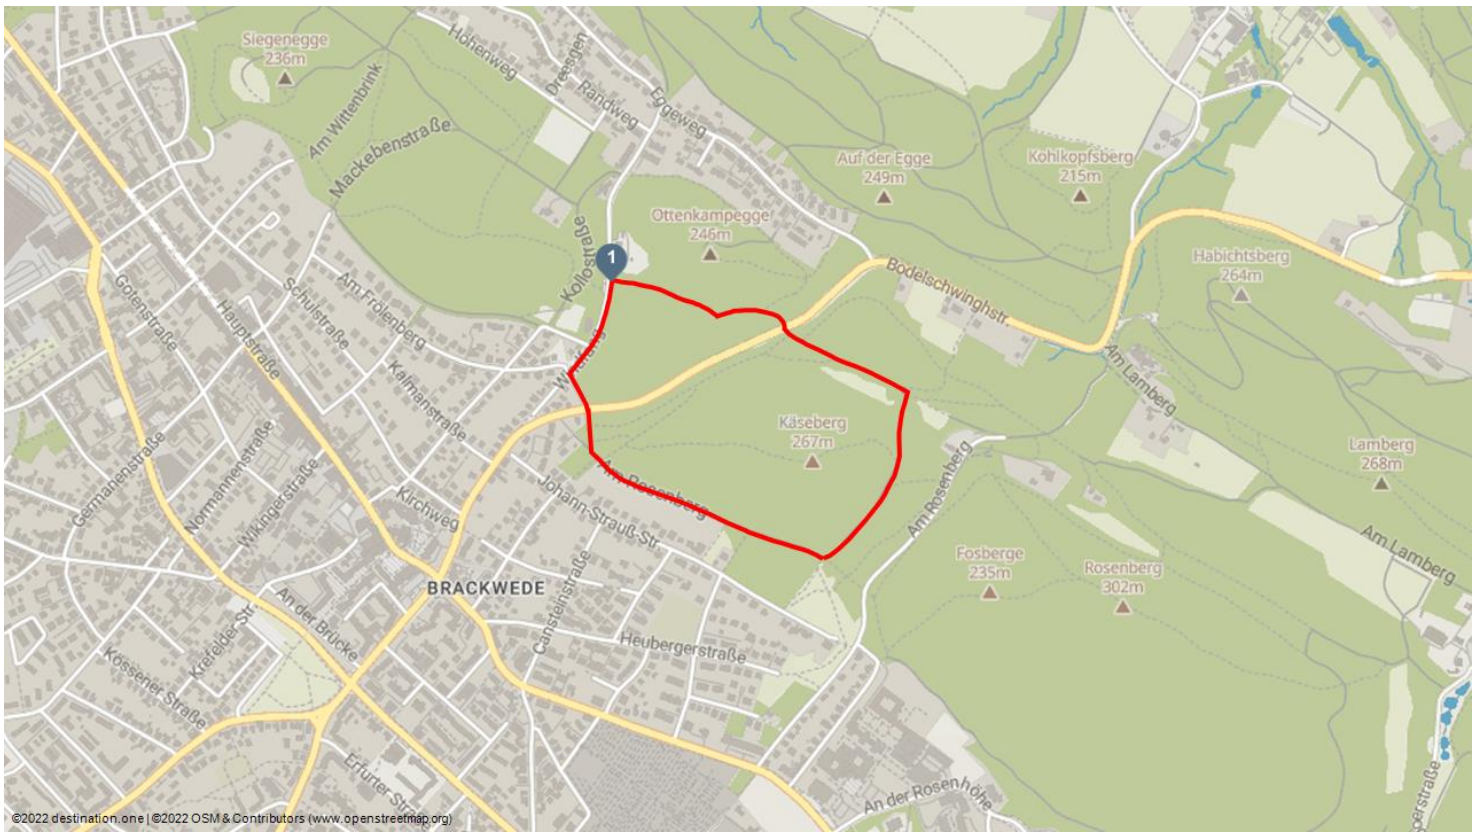 Siegenegge
236m
Höhenweg
Dreesgen
Randweg
Eggeweg
Am Wittenbrink
Mackebenstraße
Auf der Egge
249m
Kohlkopfsberg
215m
Ottenkampegge
246m
1
Kollostraße
Habichtsberg
264m
Bodelschwinghstr.
Gotenstraße
Hauptstraße
Schulstraße
Am Frölenberg
Windfang
Am Lamberg
Kalmanstraße
Käseberg
267m
Lamberg
268m
Germanenstraße
Normannenstraße
Wikingerstraße
Kirchweg
Am Rosenberg
Johann-Strauß-Str.
Am Rosenberg
Am Lamberg
Fosberge
235m
Rosenberg
302m
BRACKWEDE
Cansteinstraße
An der Brücke
Krefelder Str.
Heubergerstraße
Kössener Straße
Erfurter Straße
An der Rosenhöhe
©2022 destination.one | ©2022 OSM & Contributors (www.openstreetmap.org)